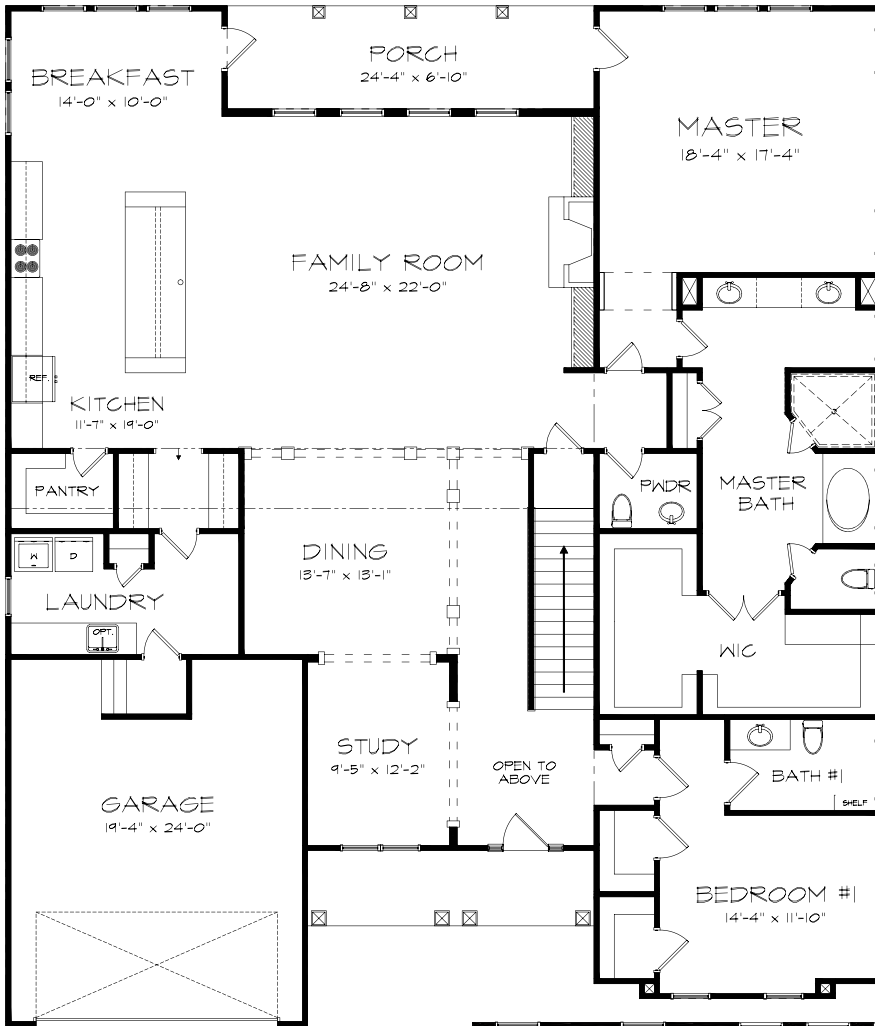 PORCH
24'-4" x 6'-10"
BREAKFAST
14'-0" x 10'-0"
MASTER
18'-4" x 17'-4"
FAMILY ROOM
24'-8" x 22'-0"
REF.
KITCHEN
11'-7" x 19'-0"
PANTRY
PWDR
MASTER
BATH
W
D
DINING
13'-7" x 13'-1"
LAUNDRY
OPT.
WIC
STUDY
9'-5" x 12'-2"
OPEN TO
ABOVE
BATH #1
SHELF
GARAGE
19'-4" x 24'-0"
BEDROOM #1
14'-4" x 11'-10"